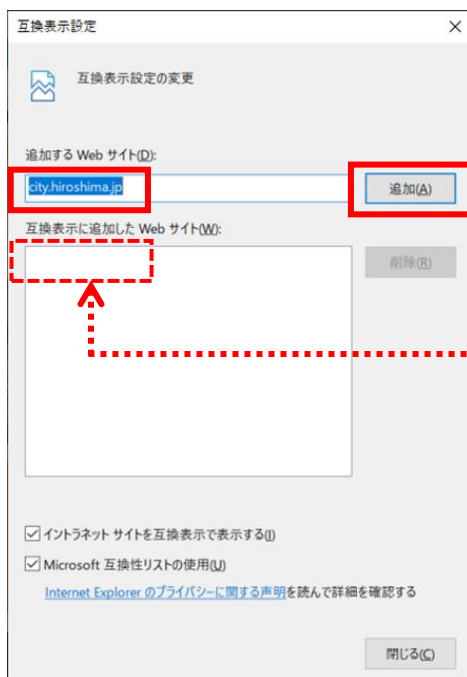 互換表示設定
互換表示設定の変更
追加する Web サイト(D):
city.hiroshima.jp
追加(A)
互換表示に追加した Web サイト(W):
削除(R)
イントラネット サイトを互換表示で表示する(I)
Microsoft 互換性リストの使用(U)
Internet Explorer のプライバシーに関する声明を読んで詳細を確認する
閉じる(C)